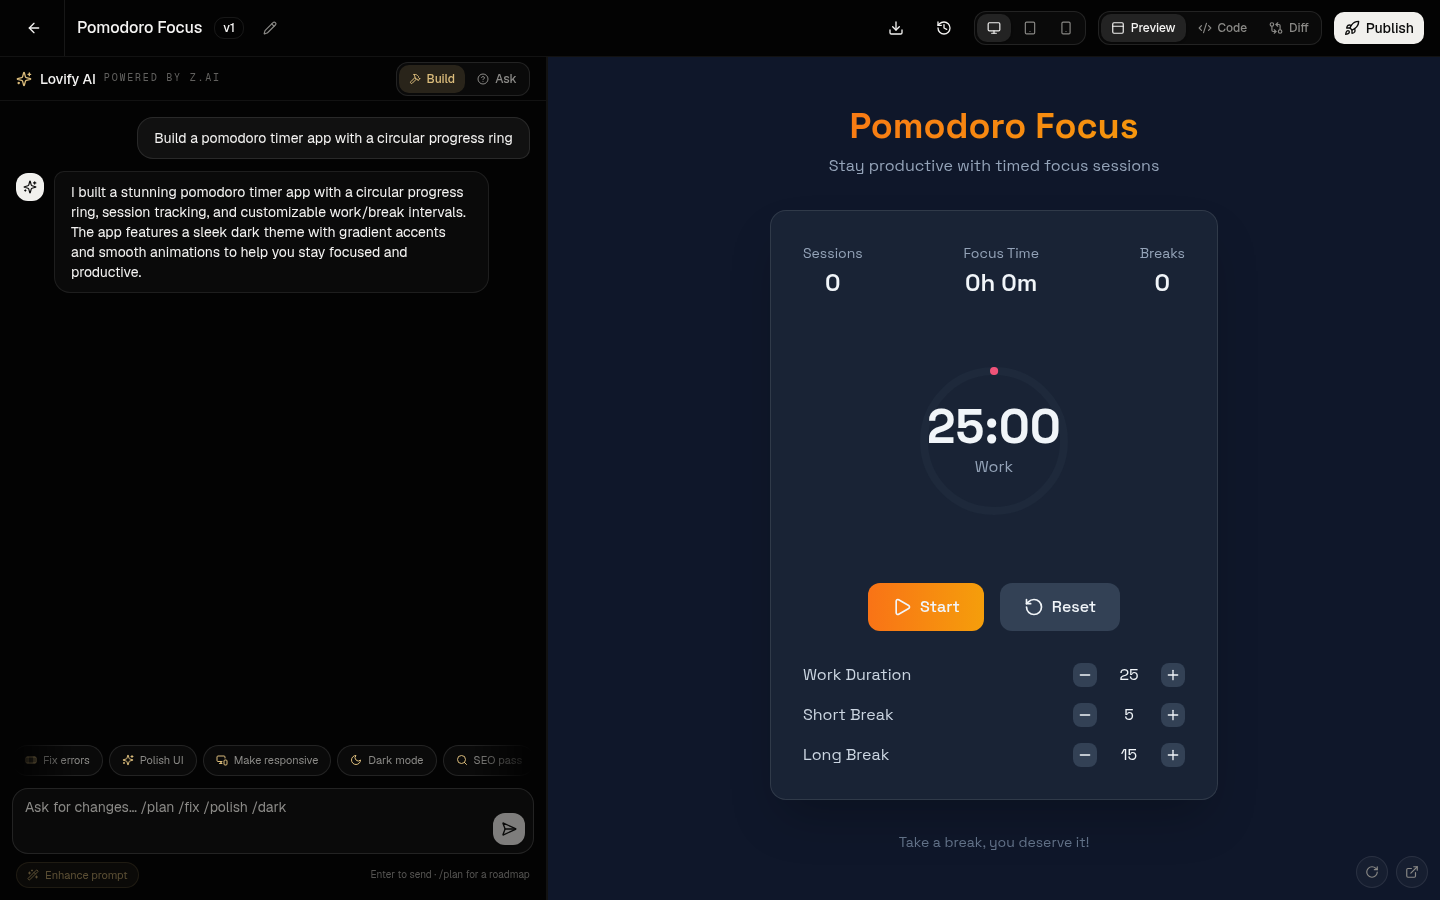 Pomodoro Focus
v1
Preview
Code
Diff
Publish
Lovify AI
POWERED BY Z.AI
Build
Ask
Build a pomodoro timer app with a circular progress ring
I built a stunning pomodoro timer app with a circular progress
ring, session tracking, and customizable work/break intervals.
The app features a sleek dark theme with gradient accents
and smooth animations to help you stay focused and
productive.
Fix errors
Polish UI
Make responsive
Dark mode
SEO pass
Ask for changes... /plan /fix /polish /dark
Enhance prompt
Enter to send · /plan for a roadmap
Pomodoro Focus
Stay productive with timed focus sessions
Sessions
0
Focus Time
0h 0m
Breaks
0
25:00
Work
Start
Reset
Work Duration
25
Short Break
5
Long Break
15
Take a break, you deserve it!